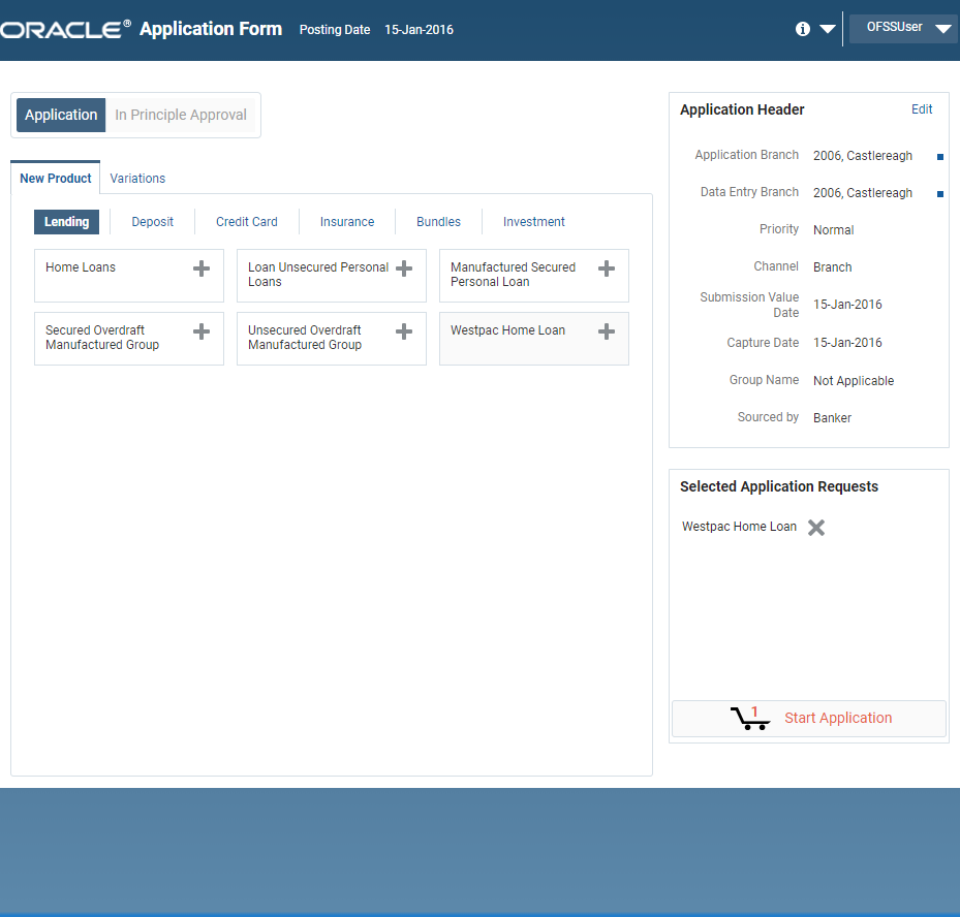 ORACLE® Application Form Posting Date 15-Jan-2016
OFSSUser
Application In Principle Approval
New Product Variations
Lending Deposit Credit Card Insurance Bundles Investment
Home Loans
Loan Unsecured Personal
Loans
Manufactured Secured
Personal Loan
Secured Overdraft
Manufactured Group
Unsecured Overdraft
Manufactured Group
Westpac Home Loan
Application Header Edit
Application Branch 2006, Castlereagh
Data Entry Branch 2006, Castlereagh
Priority Normal
Channel Branch
Submission Value
Date 15-Jan-2016
Capture Date 15-Jan-2016
Group Name Not Applicable
Sourced by Banker
Selected Application Requests
Westpac Home Loan
1 Start Application